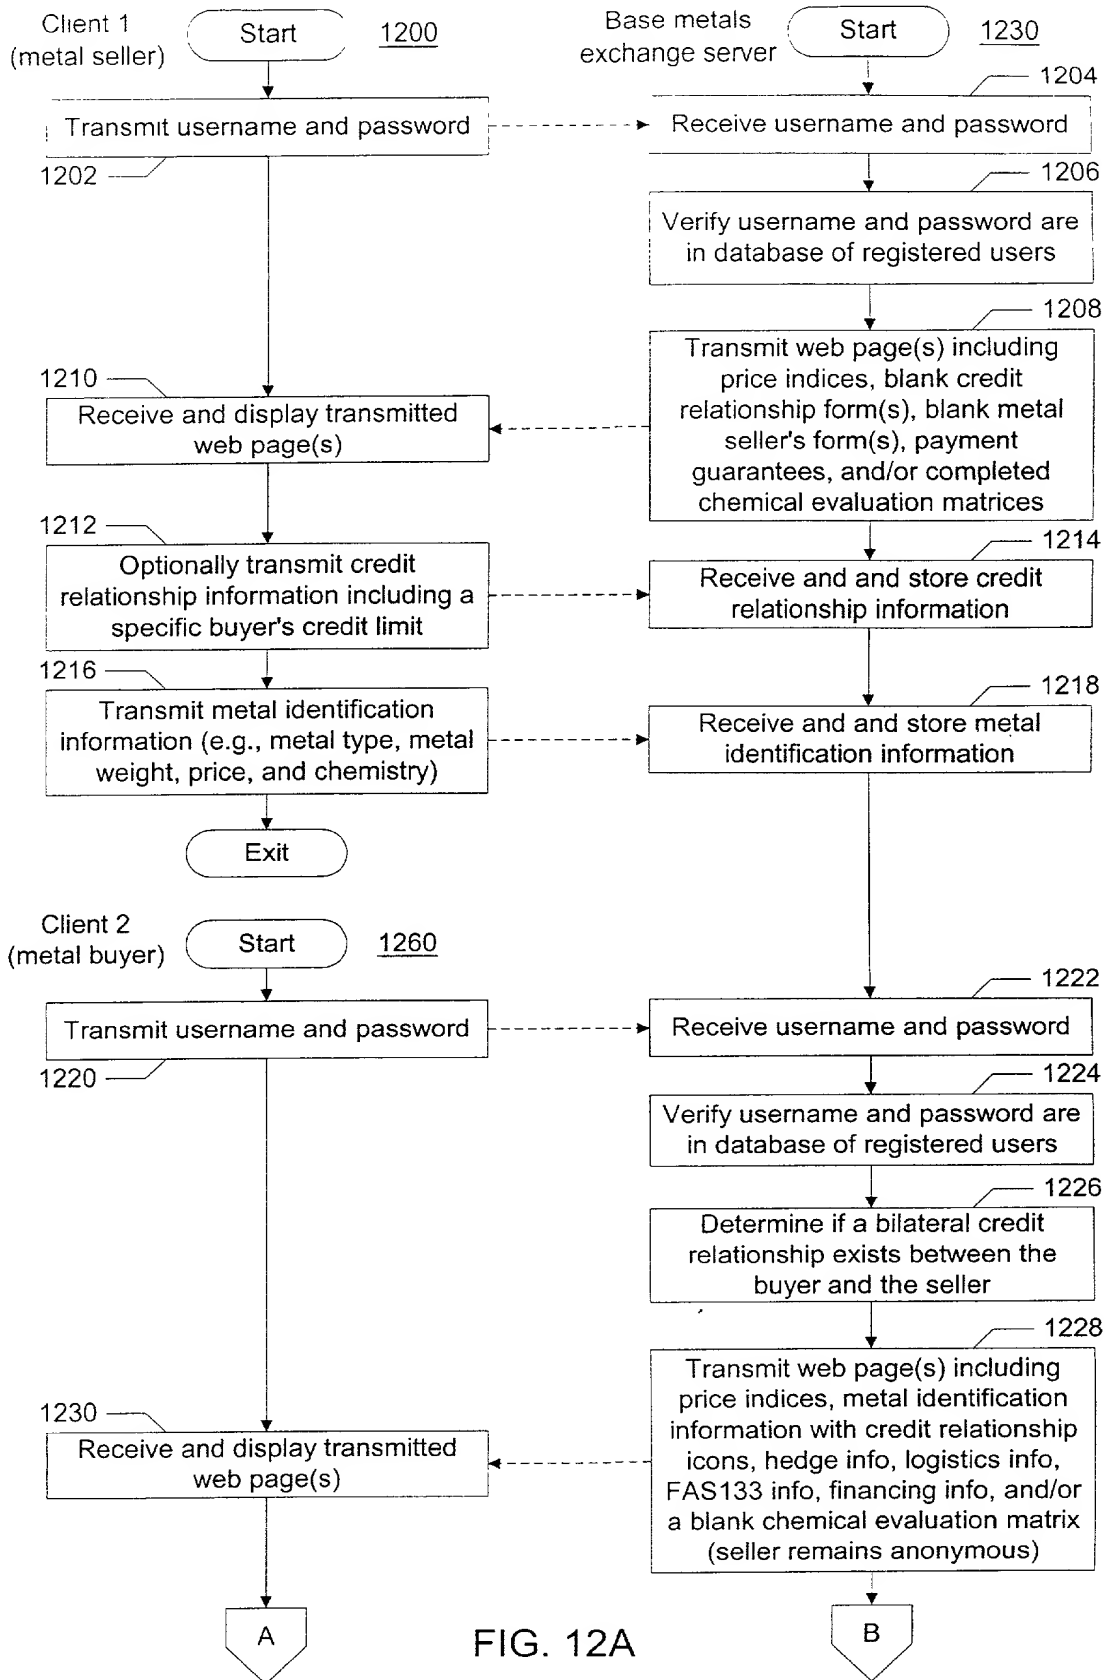 Client 1
(metal seller)
Start
1200
Base metals
exchange server
Start
1230
1204
Transmit username and password
Receive username and password
1202
1206
Verify username and password are
in database of registered users
1208
Transmit web page(s) including
price indices, blank credit
relationship form(s), blank metal
seller's form(s), payment
guarantees, and/or completed
chemical evaluation matrices
1210
Receive and display transmitted
web page(s)
1212
Optionally transmit credit
relationship information including a
specific buyer's credit limit
1214
Receive and and store credit
relationship information
1216
Transmit metal identification
information (e.g., metal type, metal
weight, price, and chemistry)
1218
Receive and and store metal
identification information
Exit
Client 2
(metal buyer)
Start
1260
1222
Transmit username and password
Receive username and password
1220
1224
Verify username and password are
in database of registered users
1226
Determine if a bilateral credit
relationship exists between the
buyer and the seller
1228
Transmit web page(s) including
price indices, metal identification
information with credit relationship
icons, hedge info, logistics info,
FAS133 info, financing info, and/or
a blank chemical evaluation matrix
(seller remains anonymous)
1230
Receive and display transmitted
web page(s)
A
FIG. 12A
B